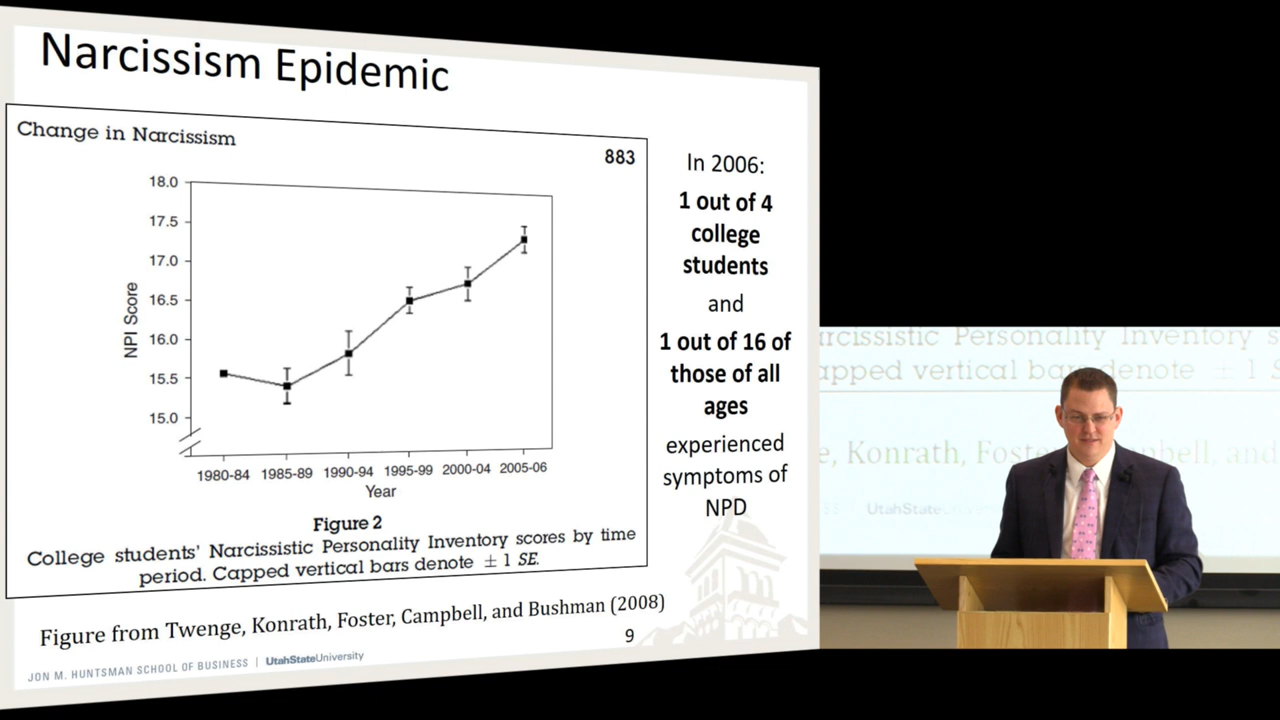 Narcissism Epidemic
Change in Narcissism
883
18.0
17.5
17.0
16.5
16.0
15.5
15.0
NPI Score
1980-84 1985-89 1990-94 1995-99 2000-04 2005-06
Year
Figure 2
College students' Narcissistic Personality Inventory scores by time
period. Capped vertical bars denote ± 1 SE.
Figure from Twenge, Konrath, Foster, Campbell, and Bushman (2008)
In 2006:
1 out of 4
college
students
and
1 out of 16 of
those of all
ages
experienced
symptoms of
NPD
9
JON M. HUNTSMAN SCHOOL OF BUSINESS | UtahStateUniversity
Personality Inventory
vertical bars denote ± 1
Konrath, and
UtahState